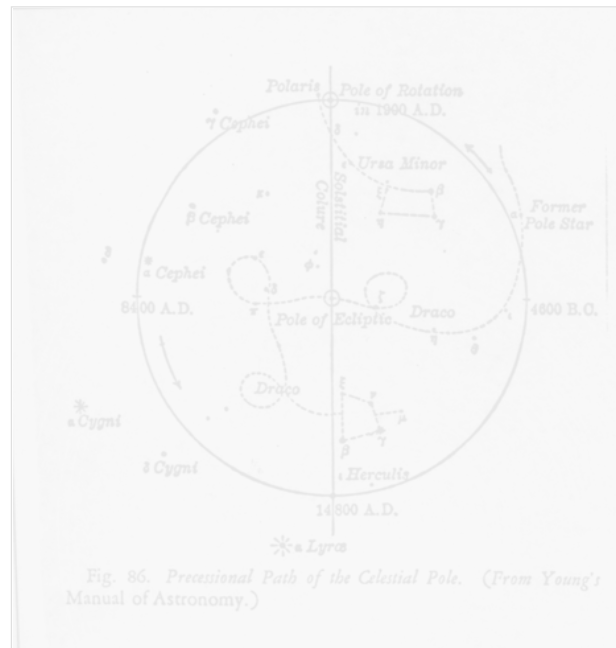 Polaris
Pole of Rotation
in 1900 A.D.
γ Cephei
δ
Ursa Minor
ε
ζ
β
η
γ
Solstitial
Colure
β Cephei
Former
Pole Star
α
α Cephei
φ
ζ
Draco
8400 A.D.
4600 B.C.
Pole of Ecliptic
η
θ
Draco
ξ
ν
μ
γ
β
α Cygni
δ Cygni
ι Herculis
14800 A.D.
α Lyræ
Fig. 86. Precessional Path of the Celestial Pole. (From Young's
Manual of Astronomy.)